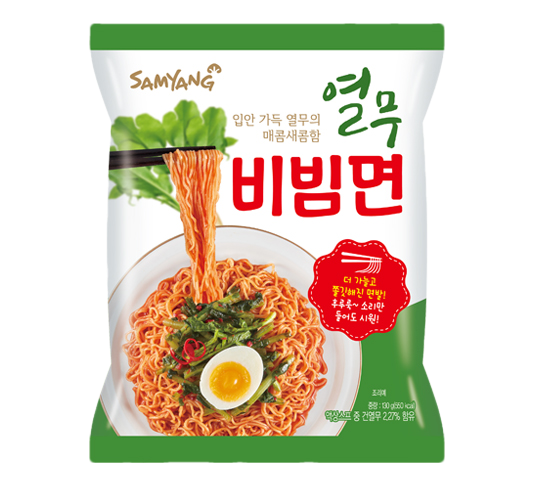 SAMYANG
입안 가득 열무의
매콤새콤함
열무
비빔면
더 가늘고
쫄깃해진 면발!
후루룩~ 소리만
들어도 시원!
조리예
중량 : 130 g(550 kcal)
액상스프 중 건열무 2.27% 함유